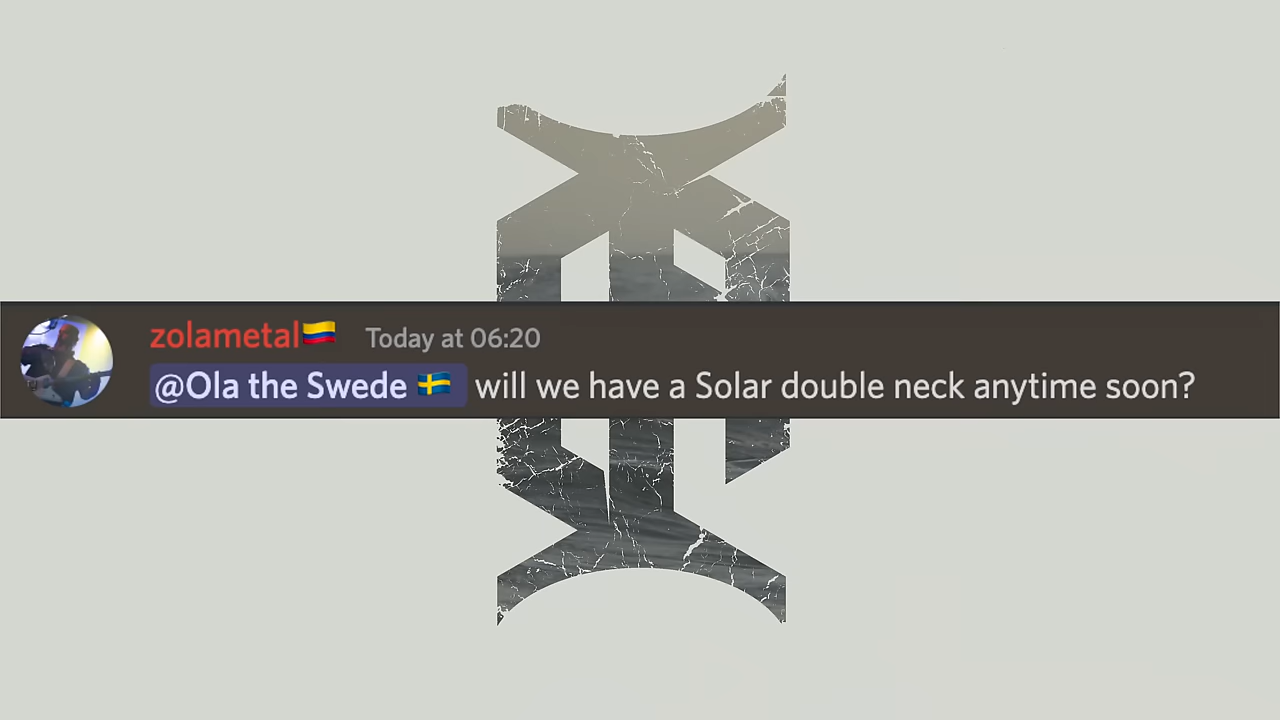 zolametal🇨🇴 Today at 06:20
@Ola the Swede 🇸🇪 will we have a Solar double neck anytime soon?